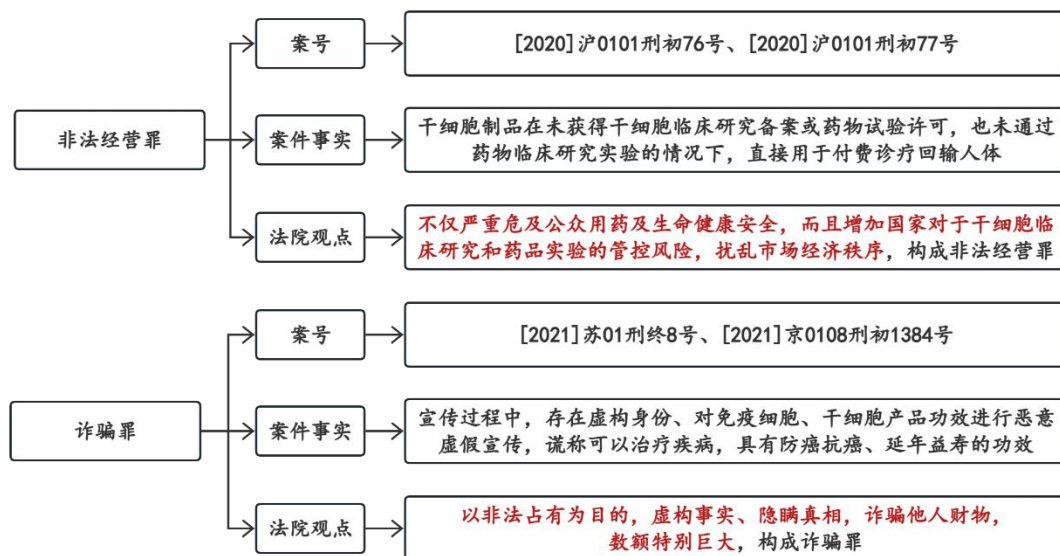 非法经营罪
案号
[2020]沪0101刑初76号、[2020]沪0101刑初77号
案件事实
干细胞制品在未获得干细胞临床研究备案或药物试验许可，也未通过
药物临床研究实验的情况下，直接用于付费诊疗回输人体
法院观点
不仅严重危及公众用药及生命健康安全，而且增加国家对于干细胞临
床研究和药品实验的管控风险，扰乱市场经济秩序，构成非法经营罪
诈骗罪
案号
[2021]苏01刑终8号、[2021]京0108刑初1384号
案件事实
宣传过程中，存在虚构身份、对免疫细胞、干细胞产品功效进行恶意
虚假宣传，谎称可以治疗疾病，具有防癌抗癌、延年益寿的功效
法院观点
以非法占有为目的，虚构事实、隐瞒真相，诈骗他人财物，
数额特别巨大，构成诈骗罪